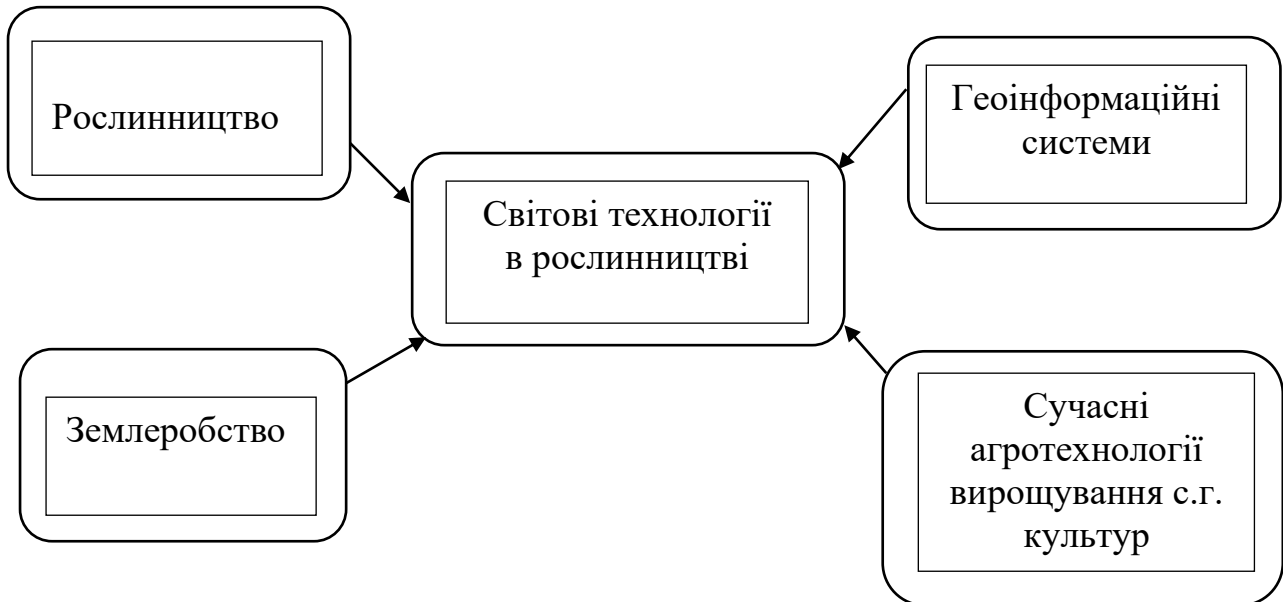 Рослинництво
Геоінформаційні
системи
Світові технології
в рослинництві
Землеробство
Сучасні
агротехнології
вирощування с.г.
культур